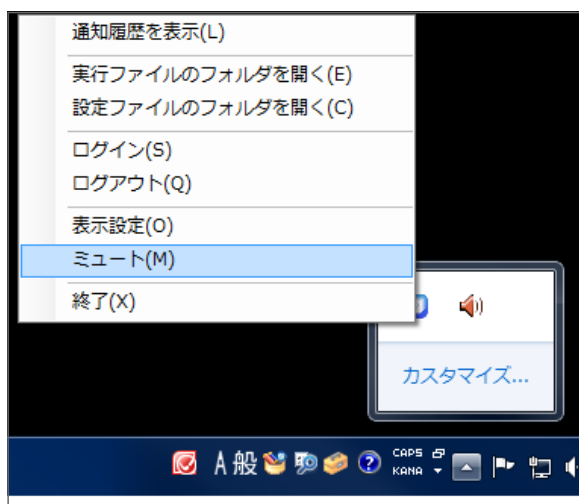 通知履歴を表示(L)
実行ファイルのフォルダを開く(E)
設定ファイルのフォルダを開く(C)
ログイン(S)
ログアウト(Q)
表示設定(O)
ミュート(M)
終了(X)
カスタマイズ...
A 般 ? CAPS
KANA